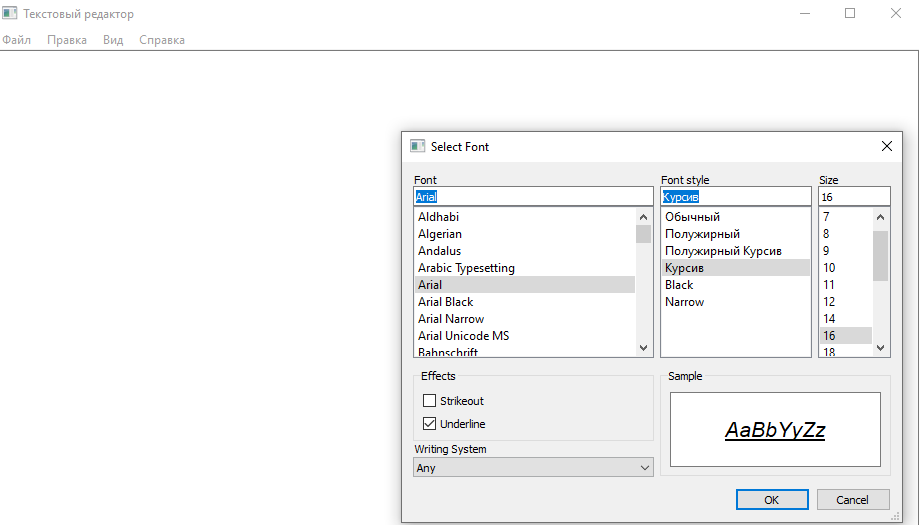 Текстовый редактор
Файл Правка Вид Справка
Select Font
Font
Arial
Aldhabi
Algerian
Andalus
Arabic Typesetting
Arial
Arial Black
Arial Narrow
Arial Unicode MS
Bahnschrift
Font style
Курсив
Обычный
Полужирный
Полужирный Курсив
Курсив
Black
Narrow
Size
16
7
8
9
10
11
12
14
16
18
Effects
Strikeout
Underline
Sample
AaBbYyZz
Writing System
Any
OK Cancel